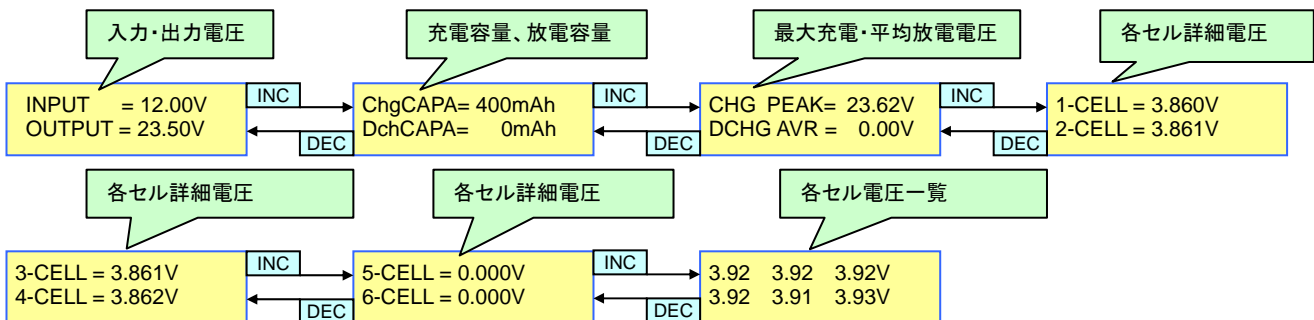 入力・出力電圧
充電容量、放電容量
最大充電・平均放電電圧
各セル詳細電圧
INPUT = 12.00V
OUTPUT = 23.50V
INC
DEC
ChgCAPA= 400mAh
DchCAPA= 0mAh
INC
DEC
CHG PEAK= 23.62V
DCHG AVR = 0.00V
INC
DEC
1-CELL = 3.860V
2-CELL = 3.861V
各セル詳細電圧
各セル詳細電圧
各セル電圧一覧
3-CELL = 3.861V
4-CELL = 3.862V
INC
DEC
5-CELL = 0.000V
6-CELL = 0.000V
INC
DEC
3.92 3.92 3.92V
3.92 3.91 3.93V